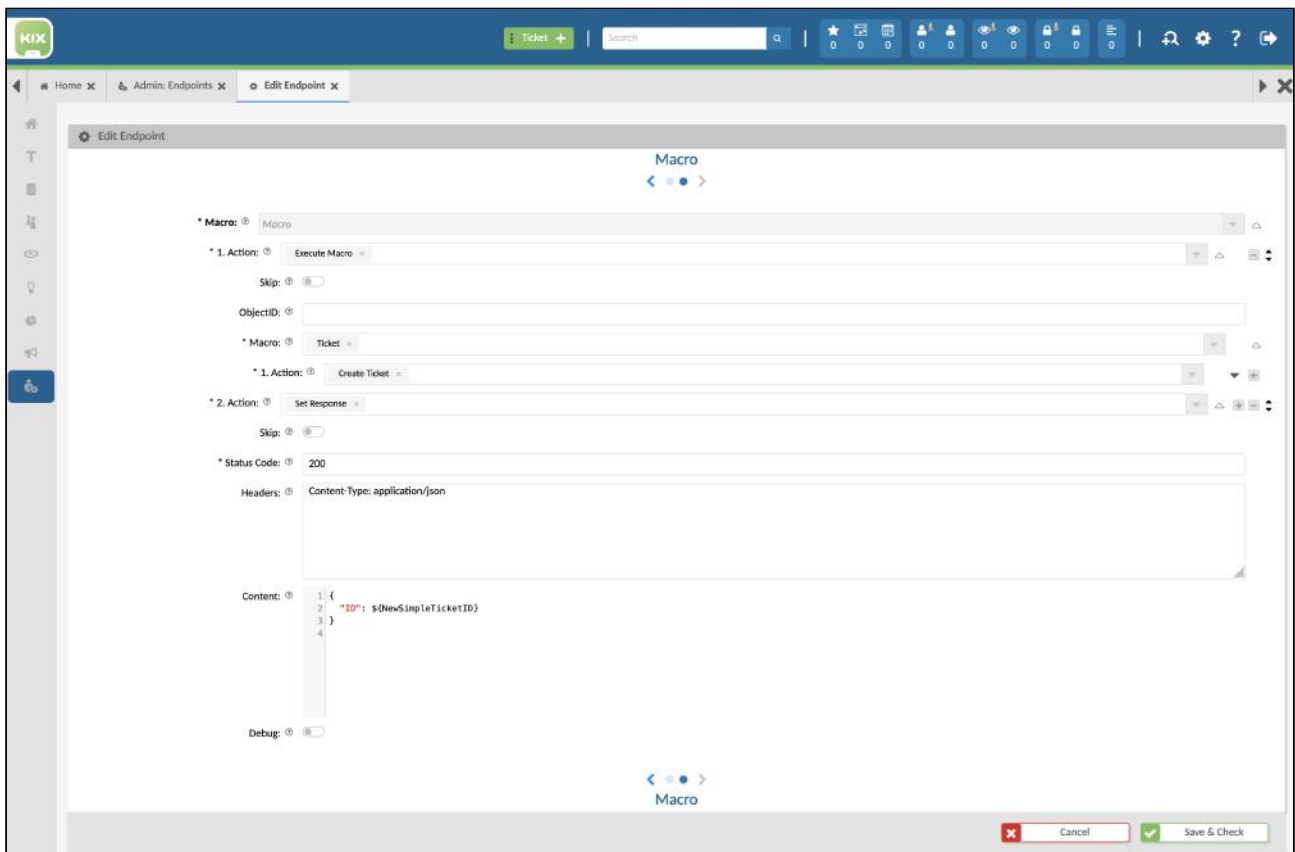 KIX
Ticket + Search 0 0 0 0 0 0 0 0 0 0 ?
Home Admin: Endpoints Edit Endpoint
Edit Endpoint
Macro
* Macro: Macro
* 1. Action: Execute Macro
Skip:
ObjectID:
* Macro: Ticket
* 1. Action: Create Ticket
* 2. Action: Set Response
Skip:
* Status Code: 200
Headers: Content-Type: application/json
Content: 1 {
2 "ID": ${NewSimpleTicketID}
3 }
4
Debug:
Macro
Cancel Save & Check